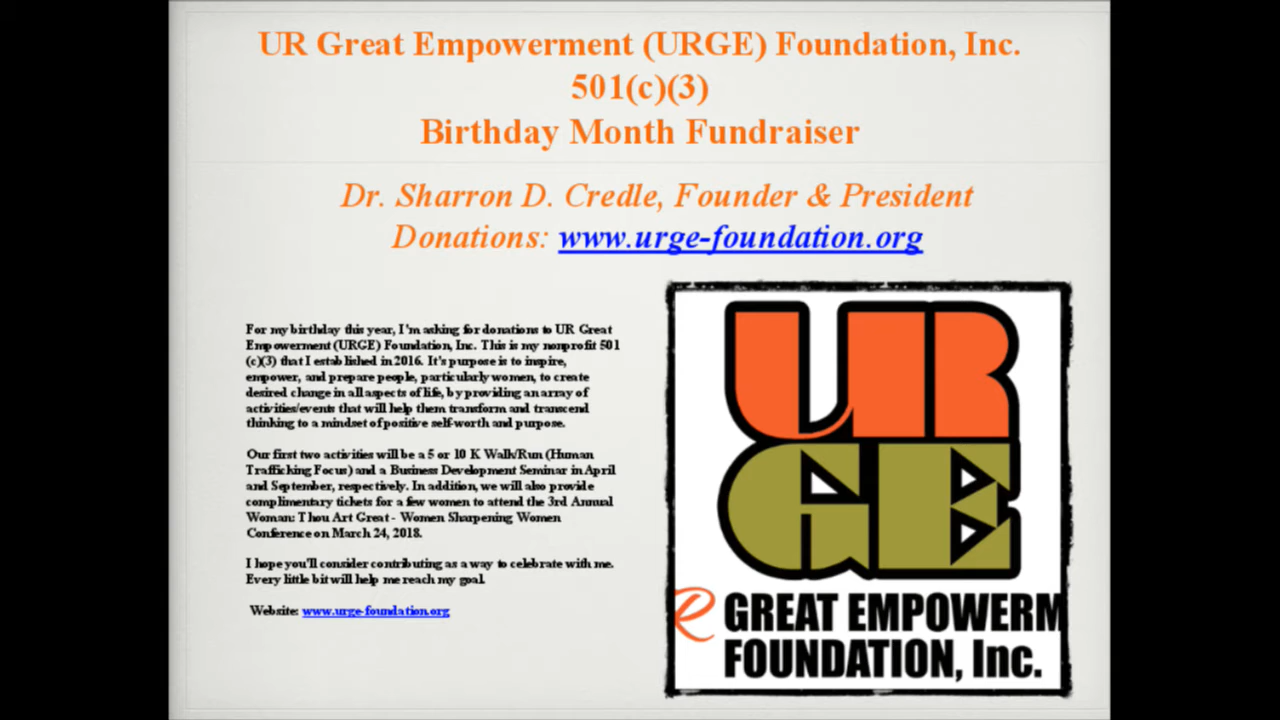 UR Great Empowerment (URGE) Foundation, Inc.
501(c)(3)
Birthday Month Fundraiser
Dr. Sharron D. Credle, Founder & President
Donations: www.urge-foundation.org
For my birthday this year, I'm asking for donations to UR Great
Empowerment (URGE) Foundation, Inc. This is my nonprofit 501
(c)(3) that I established in 2016. It's purpose is to inspire,
empower, and prepare people, particularly women, to create
desired change in all aspects of life, by providing an array of
activities/events that will help them transform and transcend
thinking to a mindset of positive self-worth and purpose.
Our first two activities will be a 5 or 10 K Walk/Run (Human
Trafficking Focus) and a Business Development Seminar in April
and September, respectively. In addition, we will also provide
complimentary tickets for a few women to attend the 3rd Annual
Woman: Thou Art Great - Women Sharpening Women
Conference on March 24, 2018.
I hope you'll consider contributing as a way to celebrate with me.
Every little bit will help me reach my goal.
Website: www.urge-foundation.org
UR
GE
R GREAT EMPOWERM
FOUNDATION, Inc.